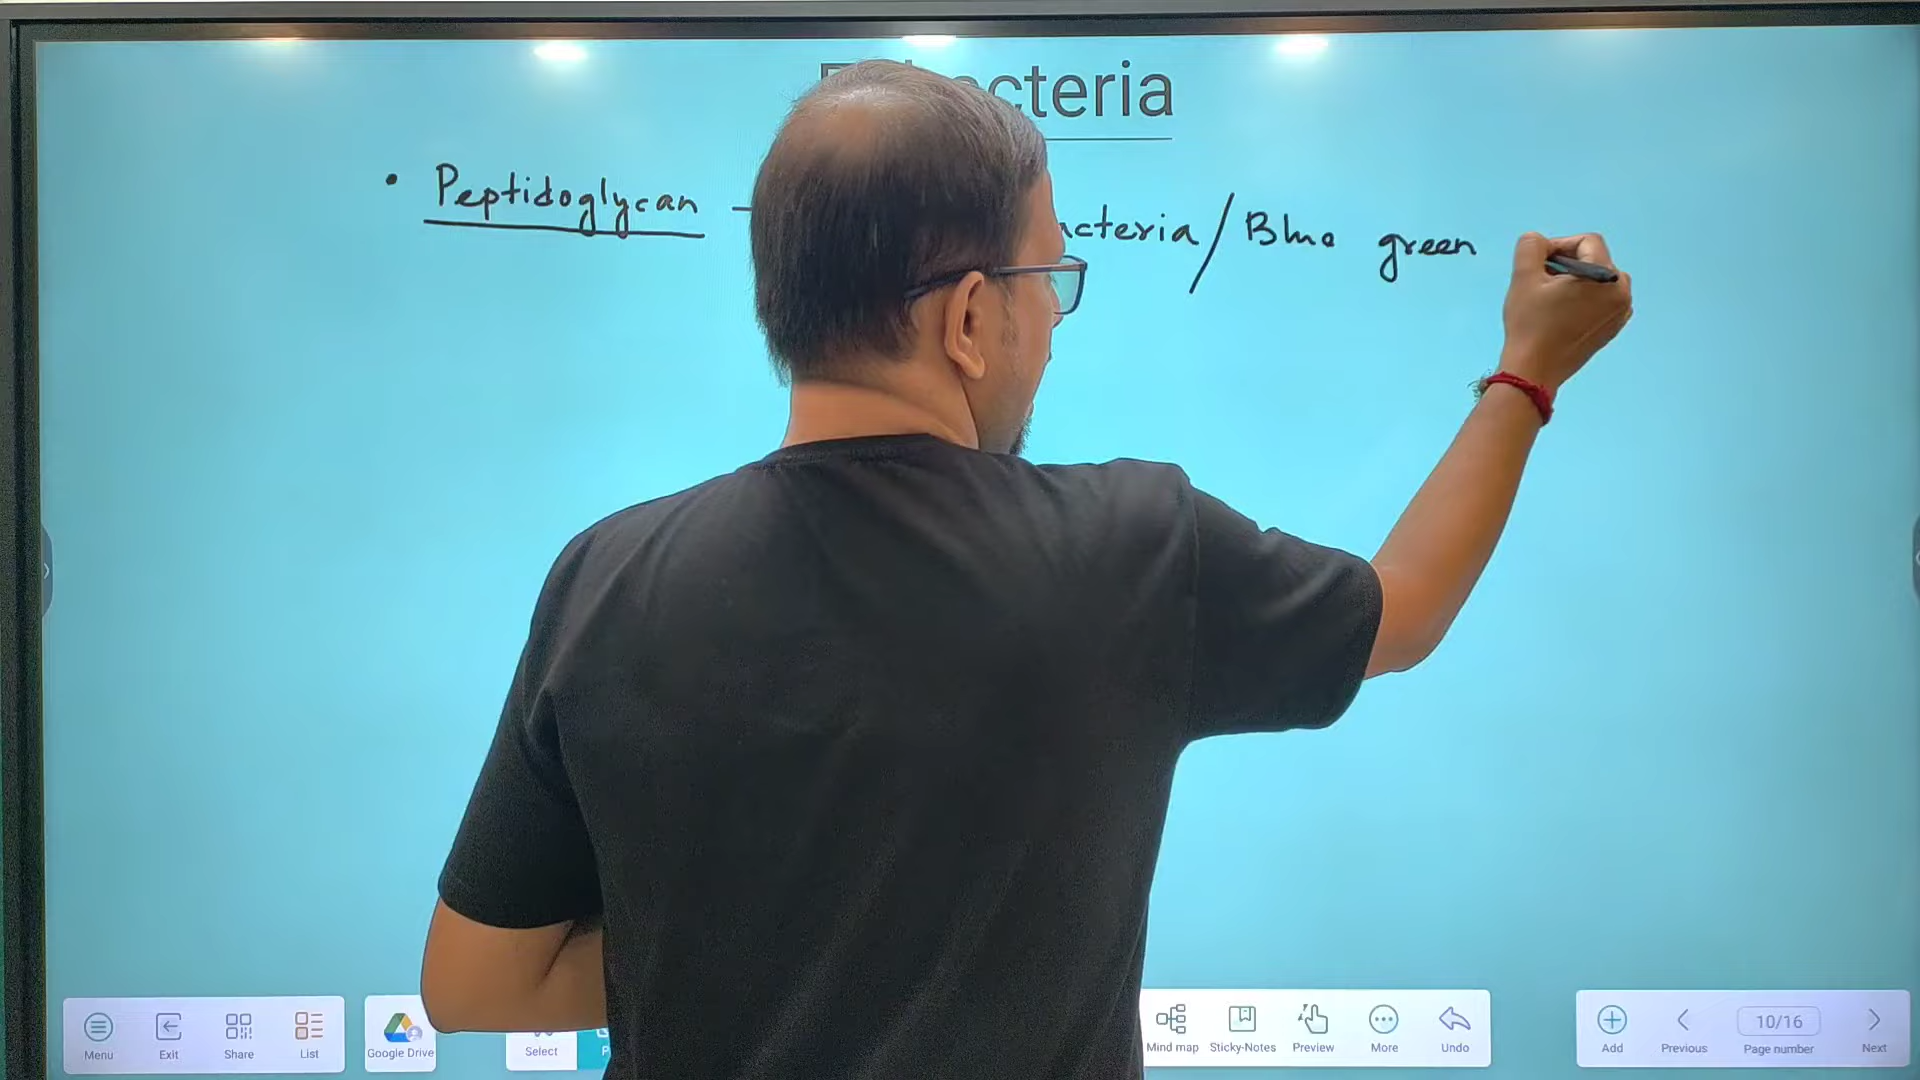 cteria
• Peptidoglycan - acteria/Blue green
Menu Exit Share List Google Drive Select Mind map Sticky-Notes Preview More Undo Add Previous 10/16 Page number Next